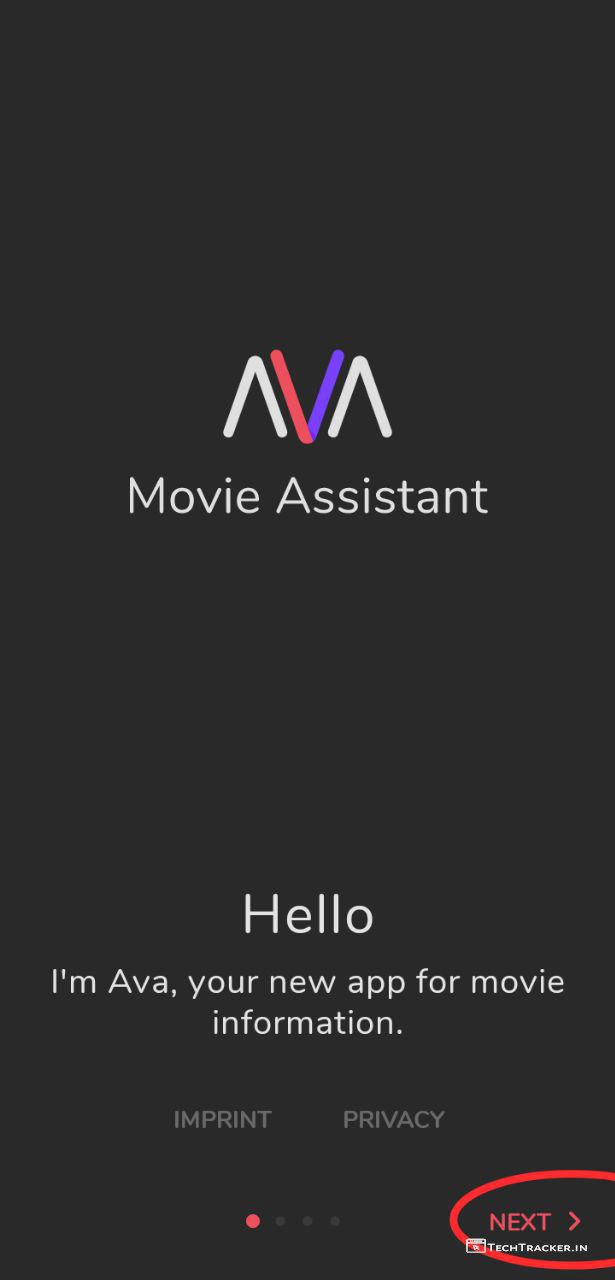 AVA
Movie Assistant
Hello
I'm Ava, your new app for movie
information.
IMPRINT PRIVACY
NEXT
TECHTRACKER.IN